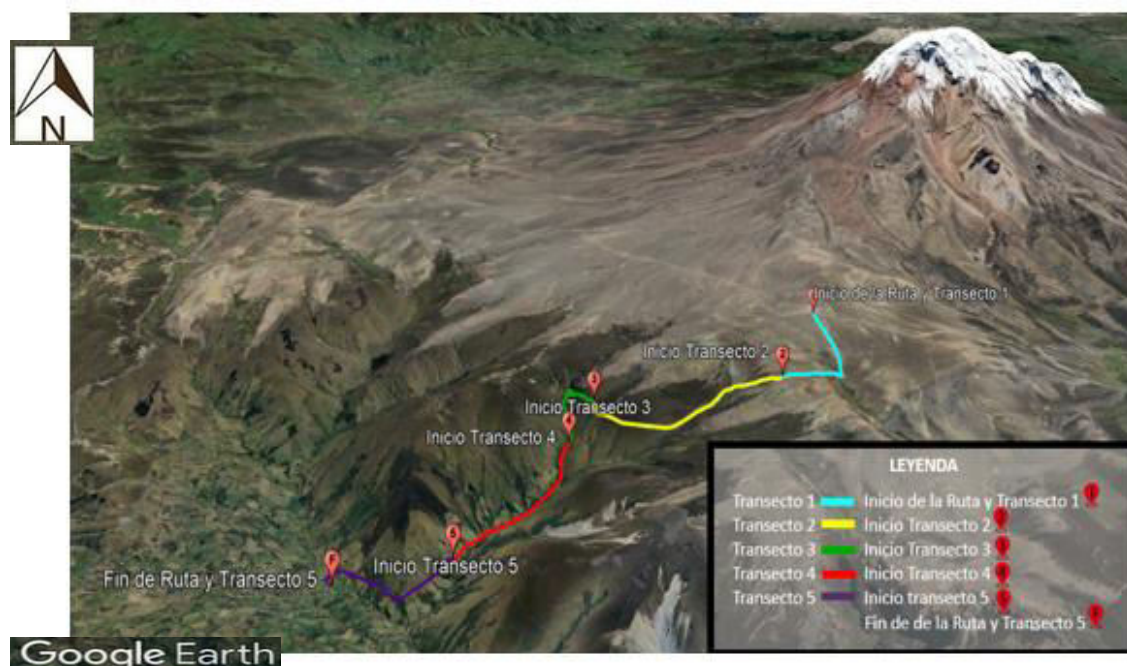 N
Inicio de la Ruta y Transecto 1
Inicio Transecto 2
Inicio Transecto 3
Inicio Transecto 4
Inicio Transecto 5
Fin de Ruta y Transecto 5
LEYENDA
Transecto 1 Inicio de la Ruta y Transecto 1
Transecto 2 Inicio Transecto 2
Transecto 3 Inicio Transecto 3
Transecto 4 Inicio Transecto 4
Transecto 5 Inicio transecto 5
Fin de de la Ruta y Transecto 5
Google Earth